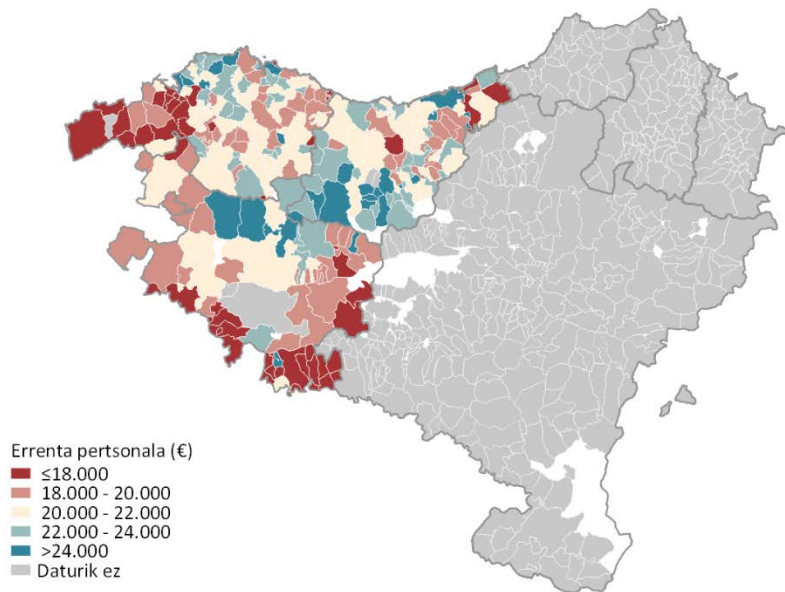 Errenta pertsonala (€)
≤18.000
18.000 - 20.000
20.000 - 22.000
22.000 - 24.000
>24.000
Daturik ez